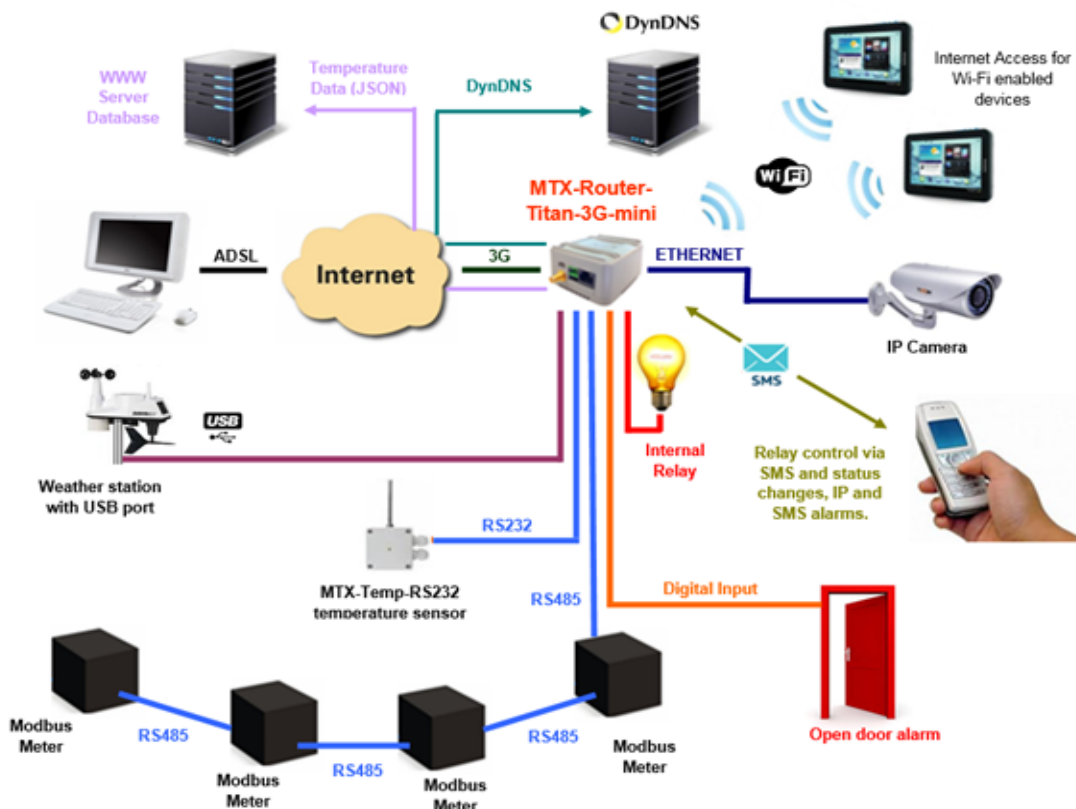 DynDNS
WWW
Server
Database
Temperature
Data (JSON)
DynDNS
Internet Access for
Wi-Fi enabled
devices
WiFi
MTX-Router-
Titan-3G-mini
ADSL
Internet
3G
ETHERNET
IP Camera
USB
SMS
Weather station
with USB port
Internal
Relay
Relay control via
SMS and status
changes, IP and
SMS alarms.
RS232
MTX-Temp-RS232
temperature sensor
RS485
Digital Input
Modbus
Meter
RS485
Modbus
Meter
RS485
Modbus
Meter
RS485
Modbus
Meter
Open door alarm